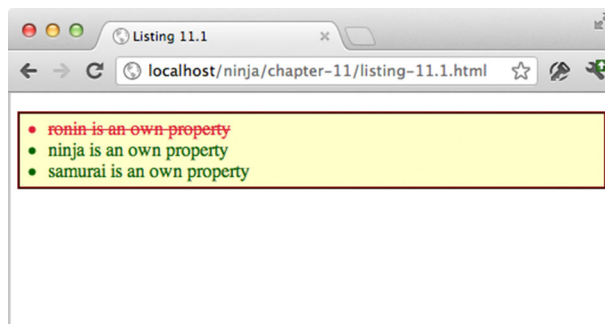 Listing 11.1
localhost/ninja/chapter-11/listing-11.1.html
ronin is an own property
ninja is an own property
samurai is an own property